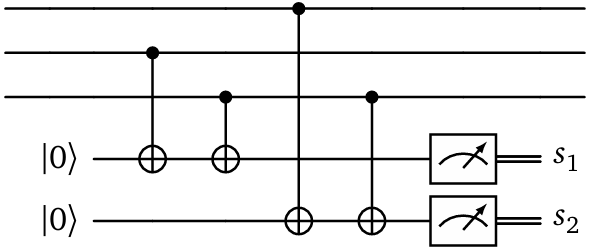 |0⟩ s₁
|0⟩ s₂